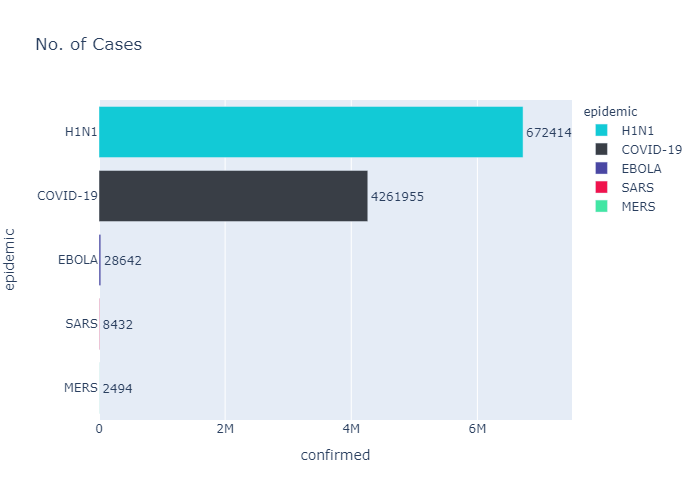 No. of Cases
epidemic
H1N1
COVID-19
EBOLA
SARS
MERS
672414
4261955
28642
8432
2494
0
2M
4M
6M
confirmed
epidemic
H1N1
COVID-19
EBOLA
SARS
MERS